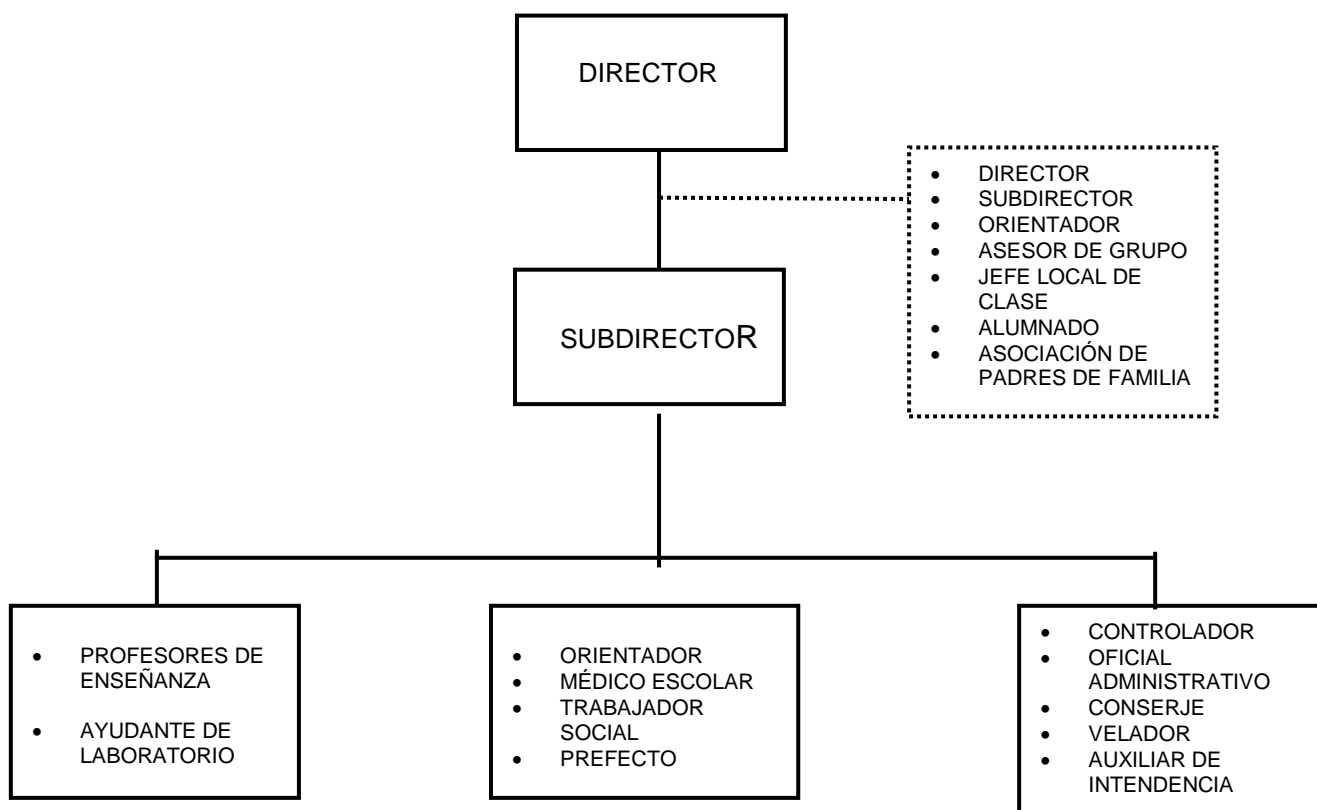 DIRECTOR
• DIRECTOR
• SUBDIRECTOR
• ORIENTADOR
• ASESOR DE GRUPO
• JEFE LOCAL DE
CLASE
• ALUMNADO
• ASOCIACIÓN DE
PADRES DE FAMILIA
SUBDIRECTOR
• PROFESORES DE
ENSEÑANZA
• AYUDANTE DE
LABORATORIO
• ORIENTADOR
• MÉDICO ESCOLAR
• TRABAJADOR
SOCIAL
• PREFECTO
• CONTROLADOR
• OFICIAL
ADMINISTRATIVO
• CONSERJE
• VELADOR
• AUXILIAR DE
INTENDENCIA